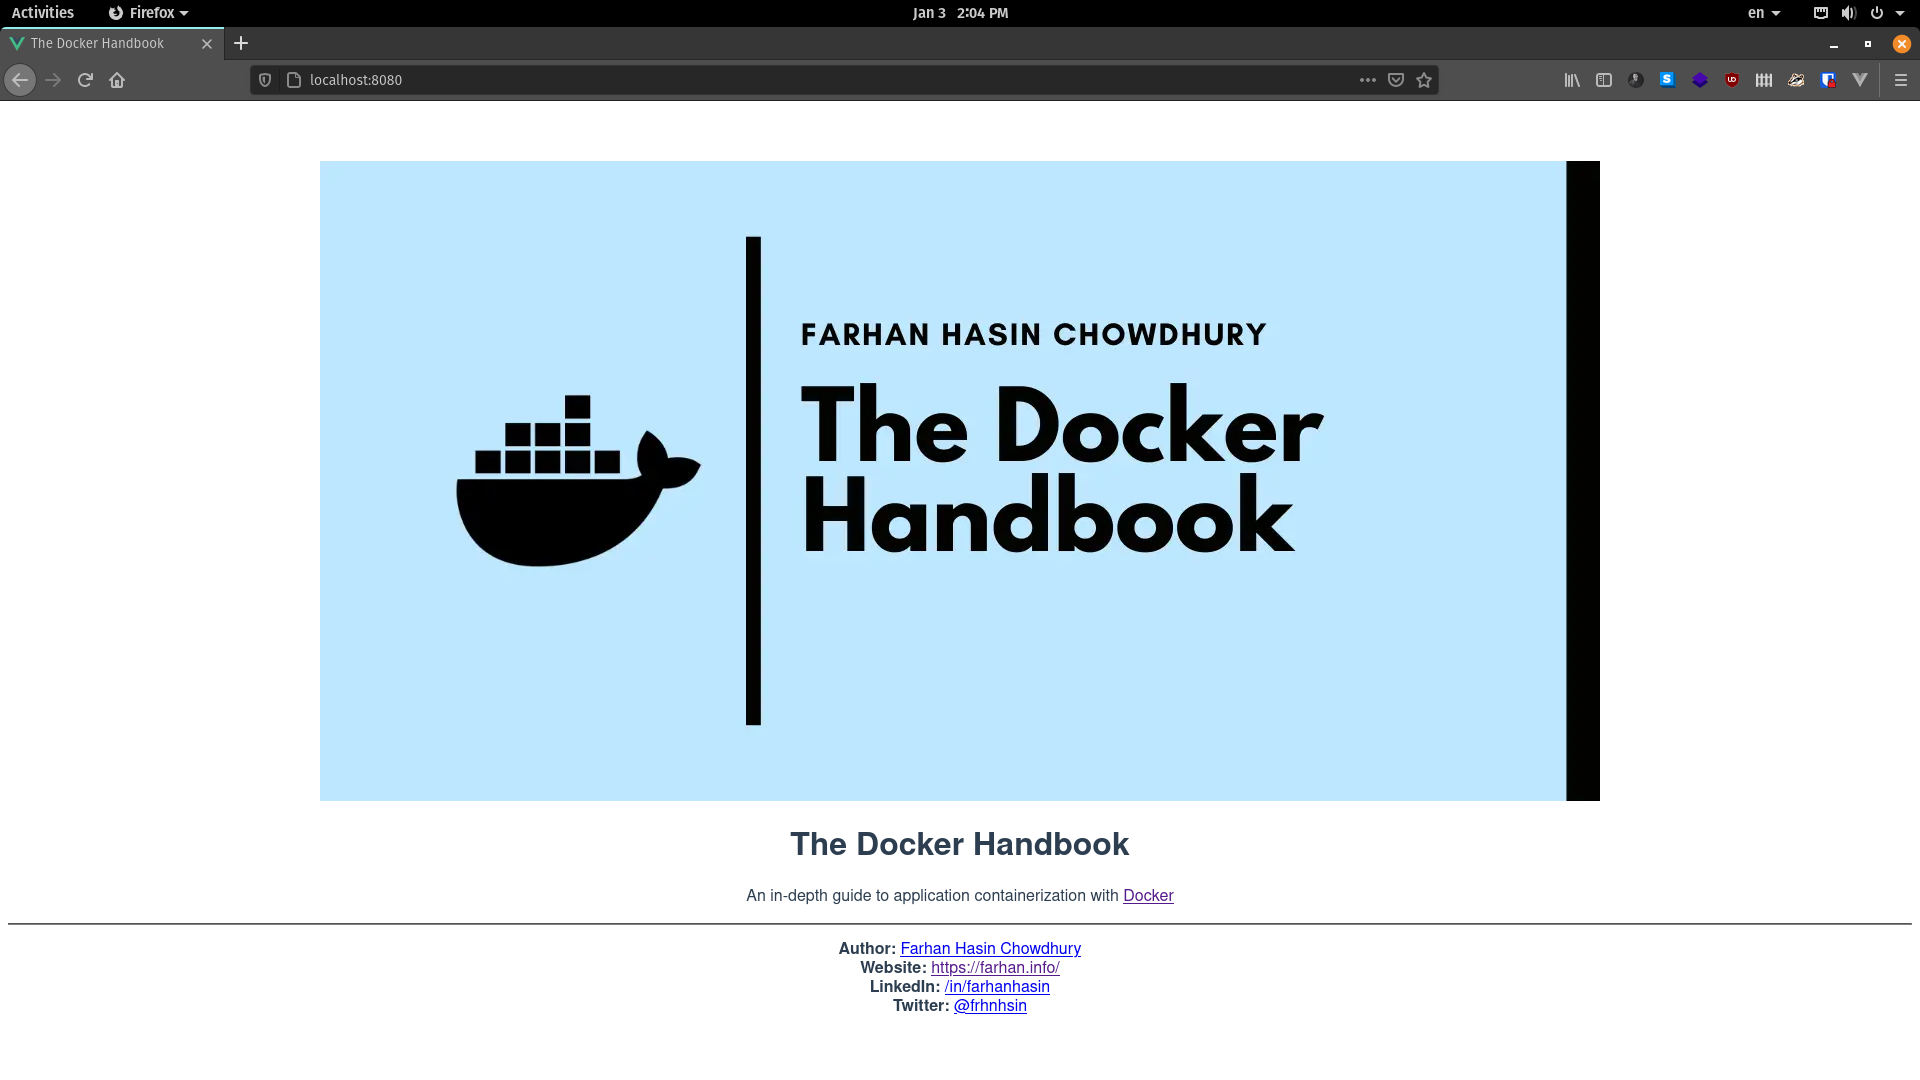 Activities Firefox Jan 3 2:04 PM en
The Docker Handbook
localhost:8080
FARHAN HASIN CHOWDHURY
The Docker
Handbook
The Docker Handbook
An in-depth guide to application containerization with Docker
Author: Farhan Hasin Chowdhury
Website: https://farhan.info/
LinkedIn: /in/farhanhasin
Twitter: @frhnhsin